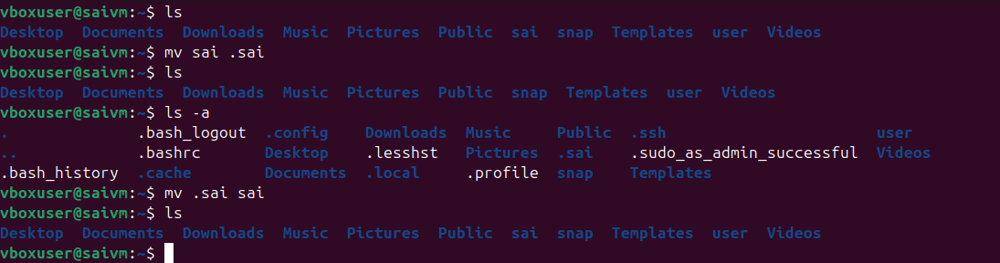 vboxuser@saivm:~$ ls
Desktop  Documents  Downloads  Music  Pictures  Public  sai  snap  Templates  user  Videos
vboxuser@saivm:~$ mv sai .sai
vboxuser@saivm:~$ ls
Desktop  Documents  Downloads  Music  Pictures  Public  snap  Templates  user  Videos
vboxuser@saivm:~$ ls -a
.              .bash_logout  .config    Downloads  Music     Public  .ssh                       user
..             .bashrc       Desktop    .lesshst   Pictures  .sai    .sudo_as_admin_successful  Videos
.bash_history  .cache        Documents  .local     .profile  snap    Templates
vboxuser@saivm:~$ mv .sai sai
vboxuser@saivm:~$ ls
Desktop  Documents  Downloads  Music  Pictures  Public  sai  snap  Templates  user  Videos
vboxuser@saivm:~$